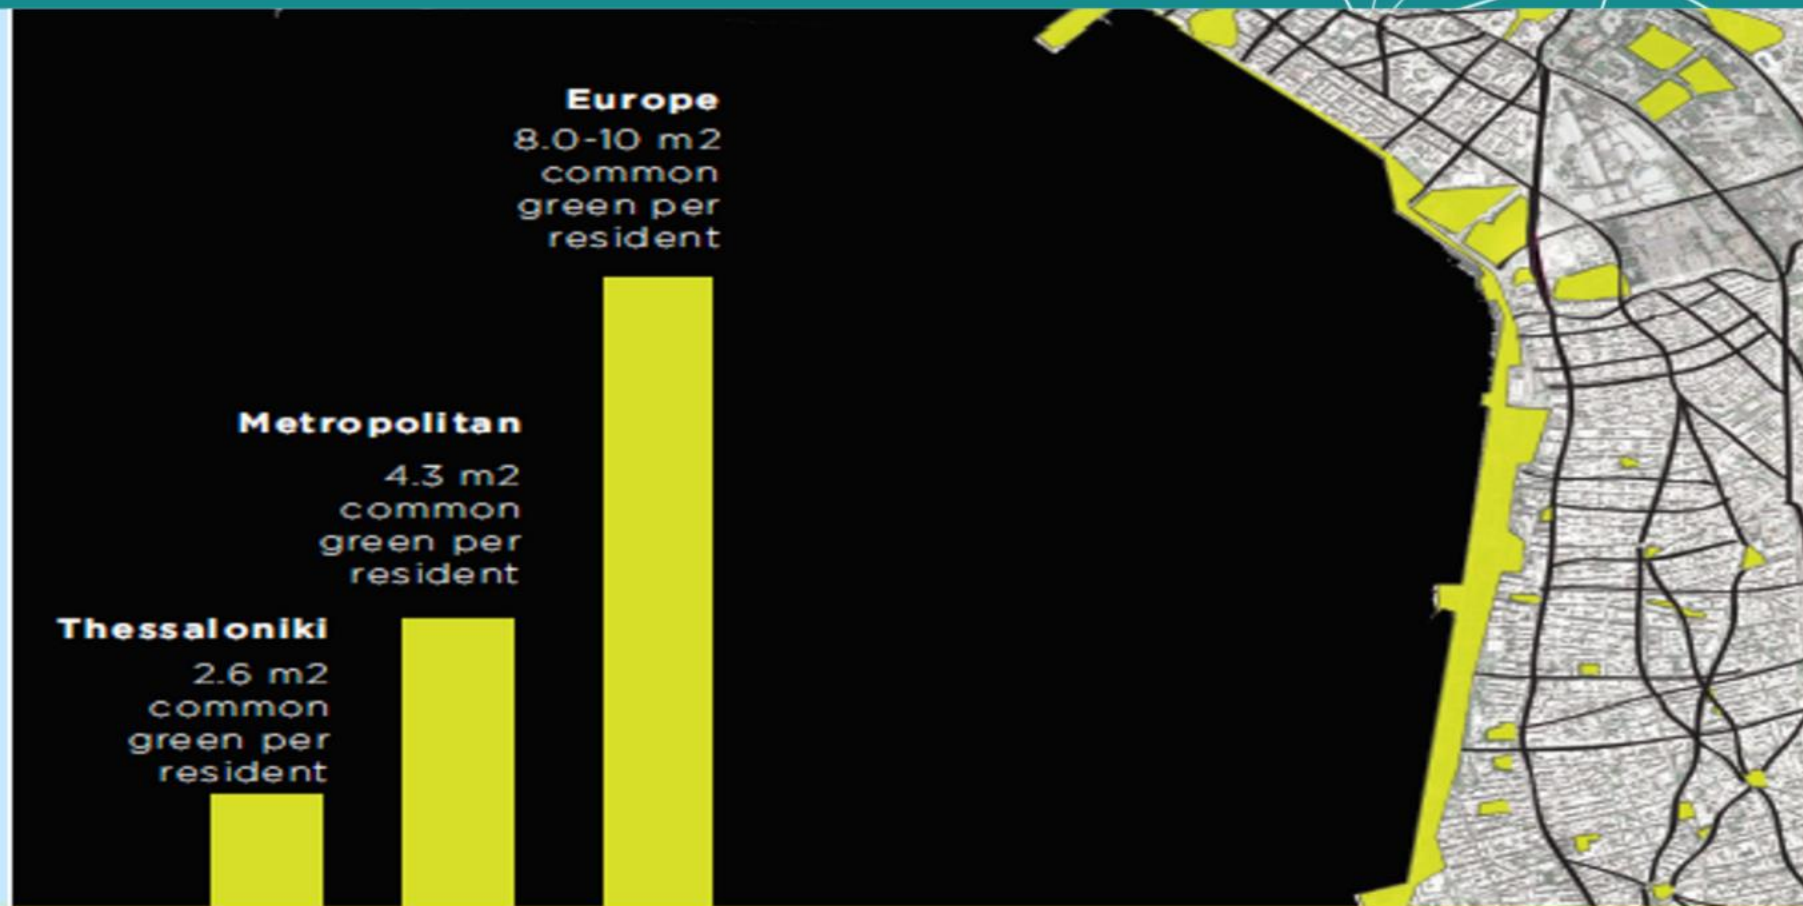 Europe
8.0-10 m2
common
green per
resident
Metropolitan
4.3 m2
common
green per
resident
Thessaloniki
2.6 m2
common
green per
resident